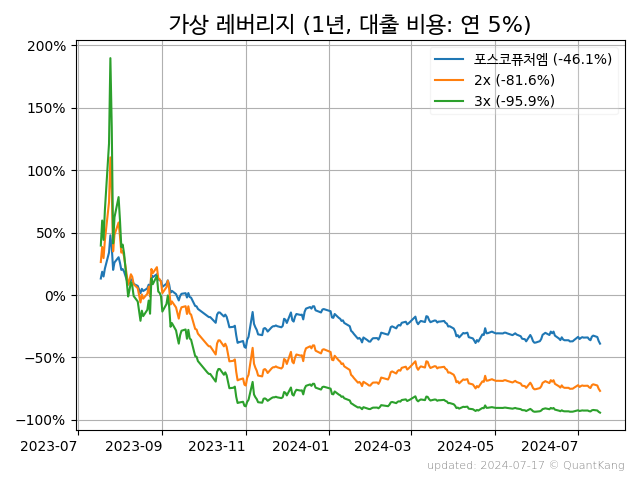 가상 레버리지 (1년, 대출 비용: 연 5%)
포스코퓨처엠 (-46.1%)
2x (-81.6%)
3x (-95.9%)
200%
150%
100%
50%
0%
−50%
−100%
2023-07 2023-09 2023-11 2024-01 2024-03 2024-05 2024-07
updated: 2024-07-17 © QuantKang